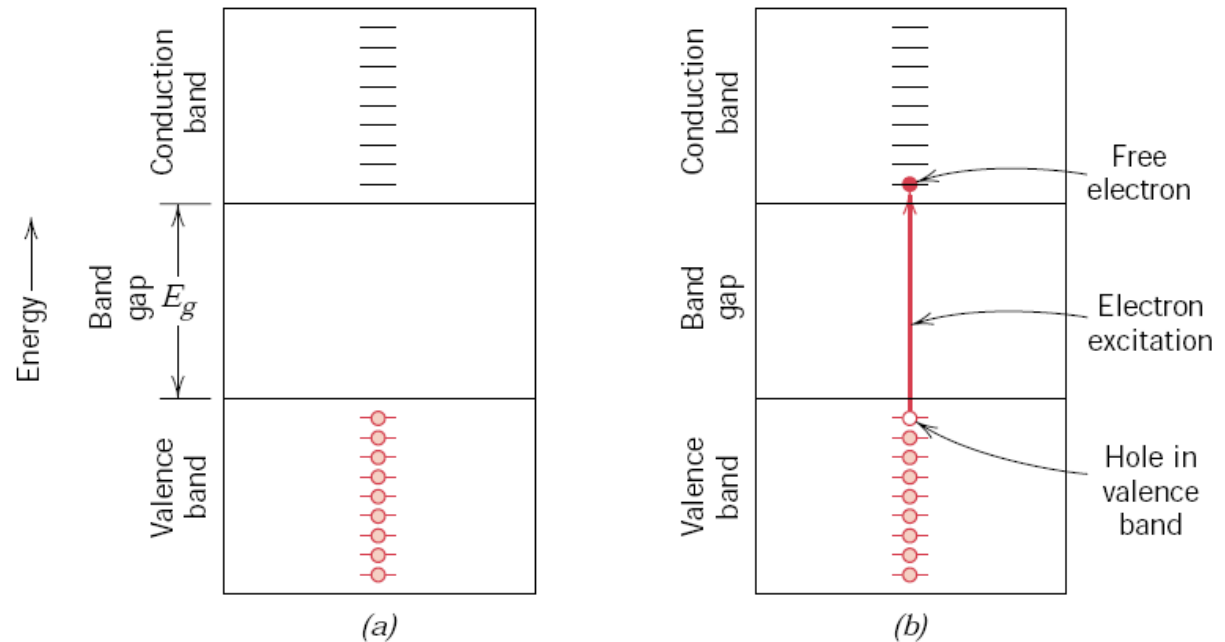 Conduction
band
Energy
Band
gap
E_g
Valence
band
(a)
Conduction
band
Free
electron
Band
gap
Electron
excitation
Valence
band
Hole in
valence
band
(b)